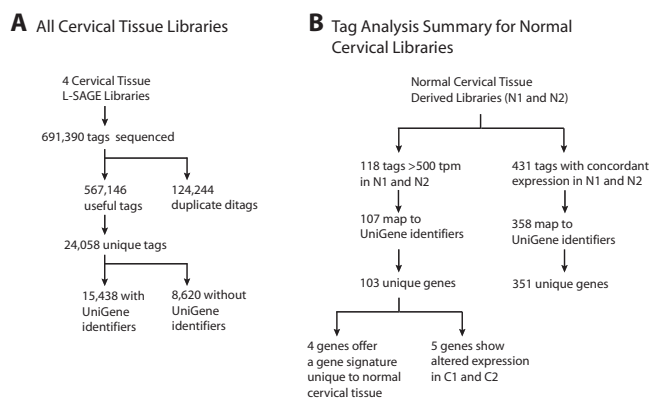 A All Cervical Tissue Libraries
4 Cervical Tissue
L-SAGE Libraries
691,390 tags sequenced
567,146
useful tags
124,244
duplicate ditags
24,058 unique tags
15,438 with
UniGene
identifiers
8,620 without
UniGene
identifiers
B Tag Analysis Summary for Normal
Cervical Libraries
Normal Cervical Tissue
Derived Libraries (N1 and N2)
118 tags >500 tpm
in N1 and N2
431 tags with concordant
expression in N1 and N2
107 map to
UniGene identifiers
358 map to
UniGene identifiers
103 unique genes
351 unique genes
4 genes offer
a gene signature
unique to normal
cervical tissue
5 genes show
altered expression
in C1 and C2